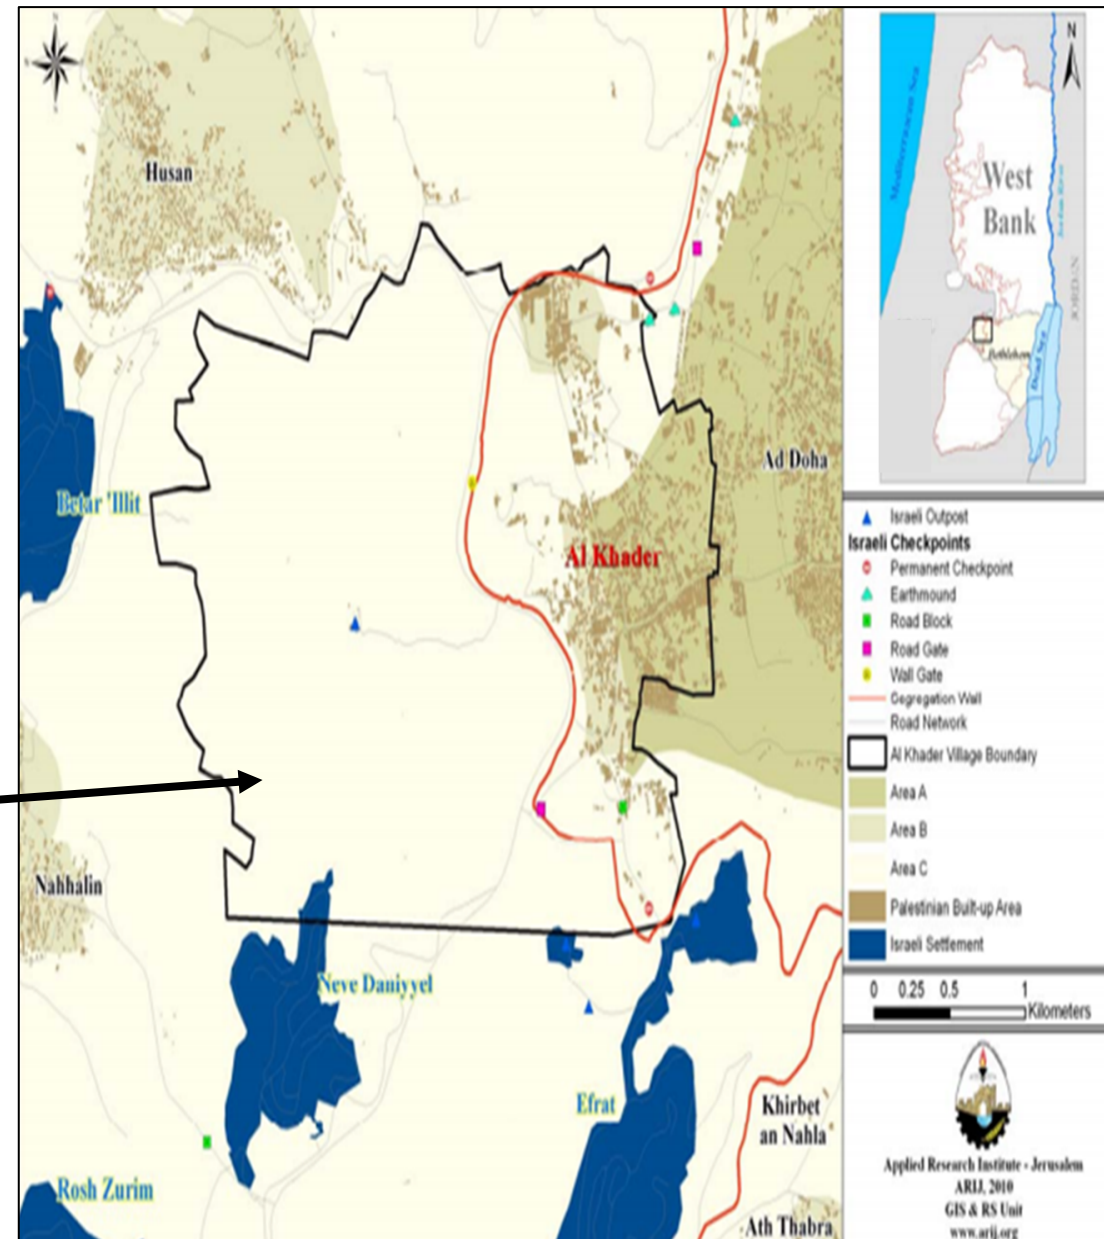 Husan
Betar 'Illit
Ad Doha
Al Khader
Nahhalin
Neve Daniyyel
Efrat
Khirbet
an Nahla
Rosh Zurim
Ath Thabra
N
Mediterranean Sea
West
Bank
Jordan River
JORDAN
Bethlehem
Dead Sea
Israeli Outpost
Israeli Checkpoints
Permanent Checkpoint
Earthmound
Road Block
Road Gate
Wall Gate
Segregation Wall
Road Network
Al Khader Village Boundary
Area A
Area B
Area C
Palestinian Built-up Area
Israeli Settlement
0 0.25 0.5 1
Kilometers
Applied Research Institute - Jerusalem
ARIJ, 2010
GIS & RS Unit
www.arij.org